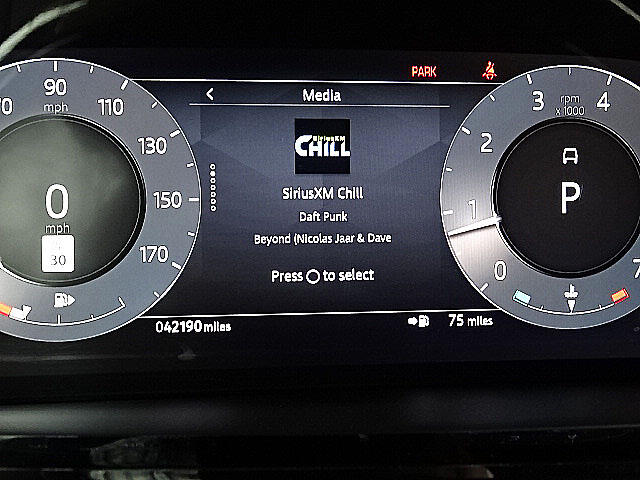 PARK
< Media
SiriusXM
CHILL
SiriusXM Chill
Daft Punk
Beyond (Nicolas Jaar & Dave
Press to select
042190 miles
75 miles
90
mph
110
130
150
170
0
mph
30
rpm
x 1000
0
1
2
3
4
7
P